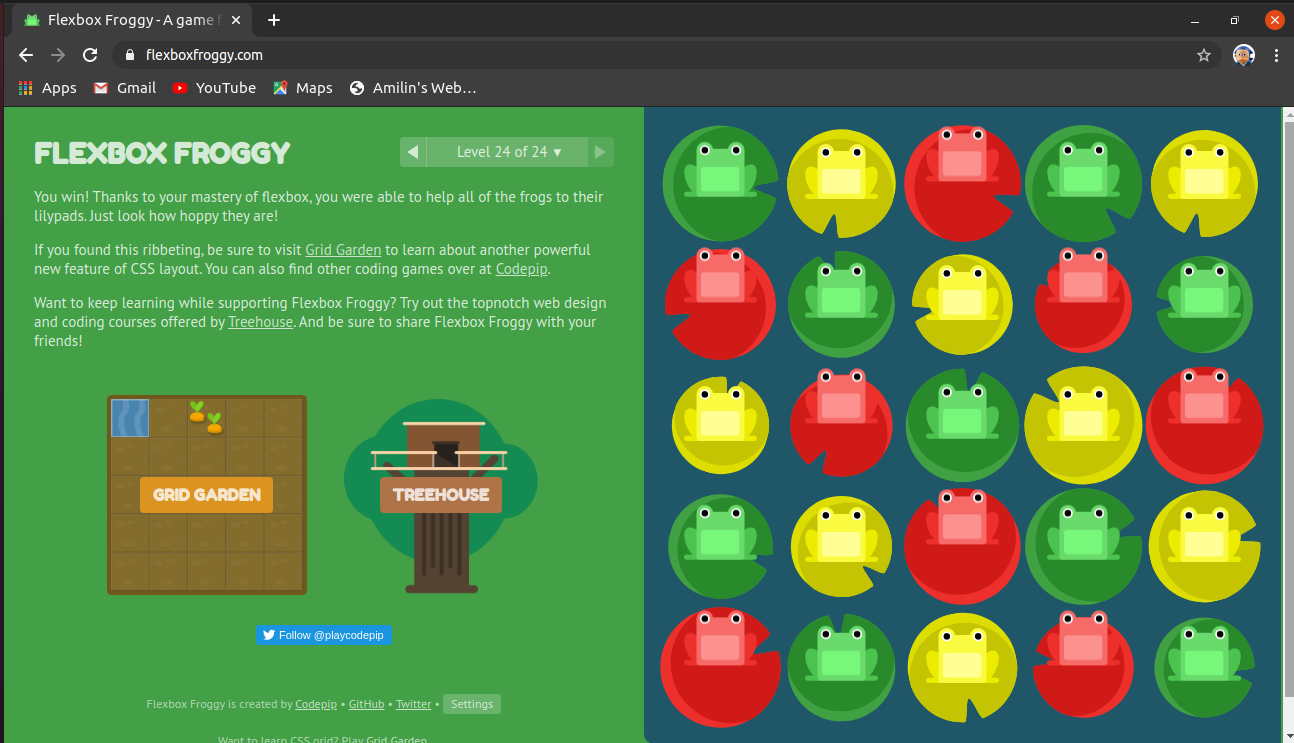 Flexbox Froggy - A game f
flexboxfroggy.com
Apps Gmail YouTube Maps Amilin's Web…
FLEXBOX FROGGY
Level 24 of 24 ▾
You win! Thanks to your mastery of flexbox, you were able to help all of the frogs to their
lilypads. Just look how hoppy they are!
If you found this ribbeting, be sure to visit Grid Garden to learn about another powerful
new feature of CSS layout. You can also find other coding games over at Codepip.
Want to keep learning while supporting Flexbox Froggy? Try out the topnotch web design
and coding courses offered by Treehouse. And be sure to share Flexbox Froggy with your
friends!
GRID GARDEN
TREEHOUSE
Follow @playcodepip
Flexbox Froggy is created by Codepip • GitHub • Twitter • Settings
Want to learn CSS grid? Play Grid Garden.